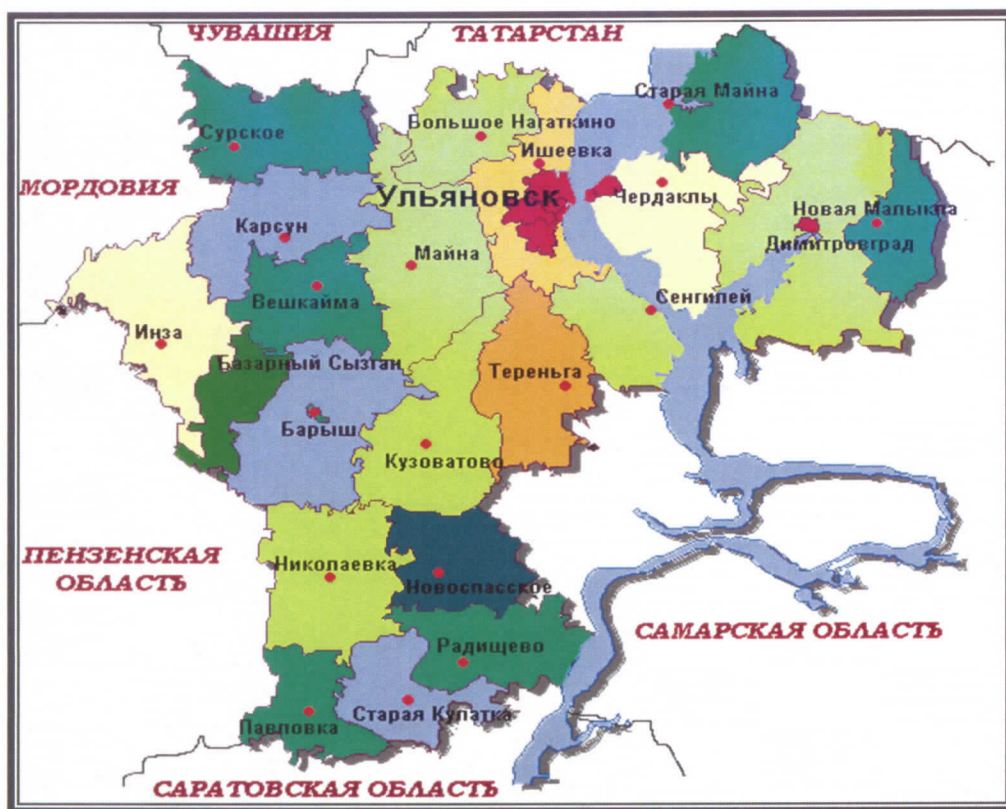 ЧУВАШИЯ
ТАТАРСТАН
Старая Майна
Большое Нагаткино
Сурское
Ишеевка
МОРДОВИЯ
Ульяновск
Чердаклы
Новая Малыкла
Карсун
Димитровград
Майна
Вешкайма
Сенгилей
Инза
Базарный Сызган
Тереньга
Барыш
Кузоватово
ПЕНЗЕНСКАЯ
ОБЛАСТЬ
Николаевка
Новоспасское
САМАРСКАЯ ОБЛАСТЬ
Радищево
Павловка
Старая Кулатка
САРАТОВСКАЯ ОБЛАСТЬ